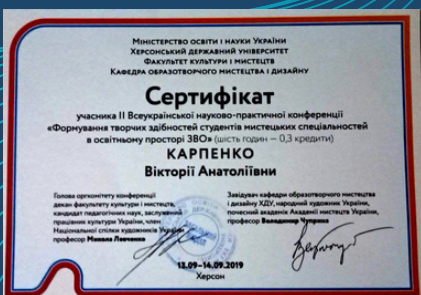 Міністерство освіти і науки України
Херсонський державний університет
Факультет культури і мистецтв
Кафедра образотворчого мистецтва і дизайну
Сертифікат
учасника ІІ Всеукраїнської науково-практичної конференції
«Формування творчих здібностей студентів мистецьких спеціальностей
в освітньому просторі ЗВО» (шість годин – 0,3 кредити)
КАРПЕНКО
Вікторії Анатоліївни
Голова оргкомітету конференції
декан факультету культури і мистецтв,
кандидат педагогічних наук, заслужений
працівник культури України, член
Національної спілки художників України
професор Микола Левченко
Завідувач кафедри образотворчого мистецтва
і дизайну ХДУ, народний художник України,
почесний академік Академії мистецтв України,
професор Володимир Чуприна
13.09–14.09.2019
Херсон